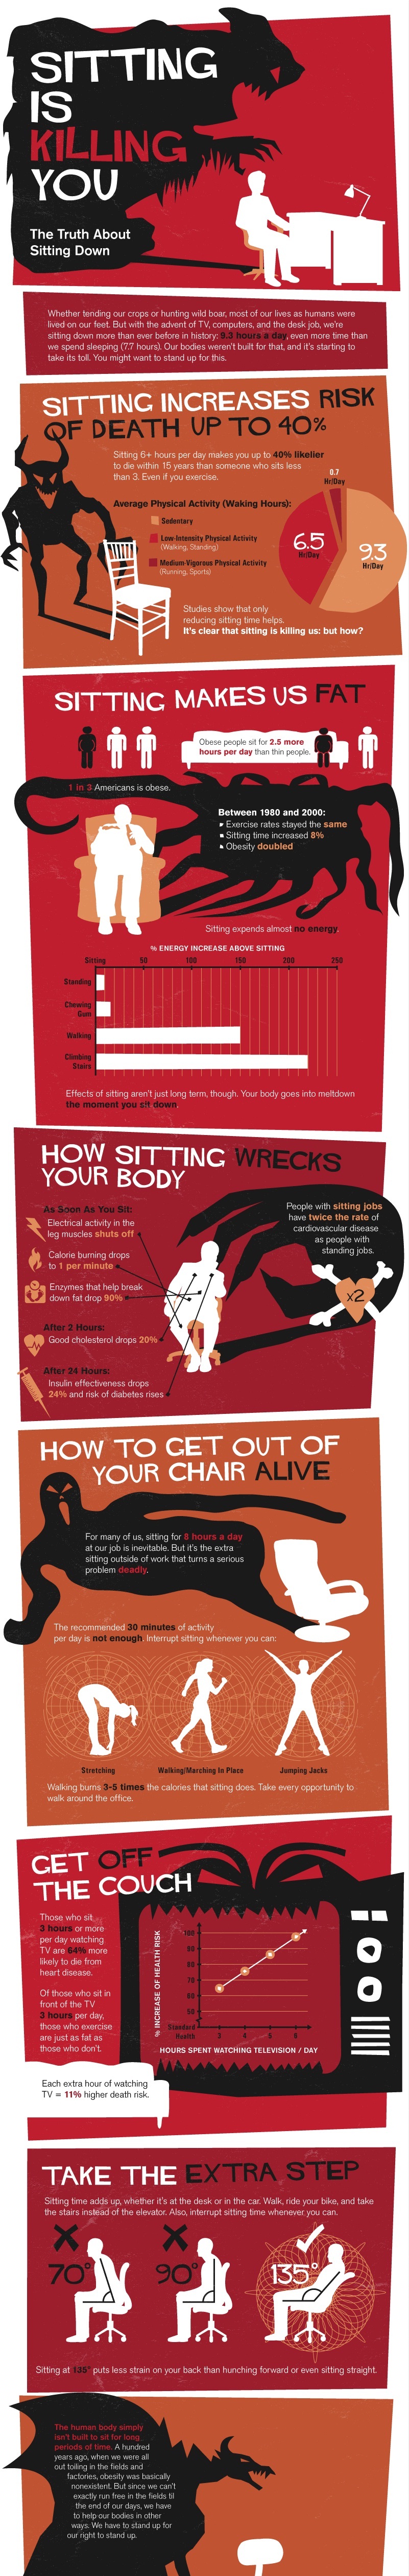 SITTING
IS
KILLING
YOU
The Truth About
Sitting Down
Whether tending our crops or hunting wild boar, most of our lives as humans were
lived on our feet. But with the advent of TV, computers, and the desk job, we're
sitting down more than ever before in history: 9.3 hours a day, even more time than
we spend sleeping (7.7 hours). Our bodies weren't built for that, and it's starting to
take its toll. You might want to stand up for this.
SITTING INCREASES RISK
OF DEATH UP TO 40%
Sitting 6+ hours per day makes you up to 40% likelier
to die within 15 years than someone who sits less
than 3. Even if you exercise.
Average Physical Activity (Waking Hours):
Sedentary
Low-Intensity Physical Activity
(Walking, Standing)
Medium-Vigorous Physical Activity
(Running, Sports)
0.7
Hr/Day
6.5
Hr/Day
9.3
Hr/Day
Studies show that only
reducing sitting time helps.
It's clear that sitting is killing us: but how?
SITTING MAKES US FAT
Obese people sit for 2.5 more
hours per day than thin people.
1 in 3 Americans is obese.
Between 1980 and 2000:
Exercise rates stayed the same
Sitting time increased 8%
Obesity doubled
Sitting expends almost no energy.
% ENERGY INCREASE ABOVE SITTING
Sitting 50 100 150 200 250
Standing
Chewing
Gum
Walking
Climbing
Stairs
Effects of sitting aren't just long term, though. Your body goes into meltdown
the moment you sit down.
HOW SITTING WRECKS
YOUR BODY
As Soon As You Sit:
Electrical activity in the
leg muscles shuts off
Calorie burning drops
to 1 per minute
Enzymes that help break
down fat drop 90%
After 2 Hours:
Good cholesterol drops 20%
After 24 Hours:
Insulin effectiveness drops
24% and risk of diabetes rises
People with sitting jobs
have twice the rate of
cardiovascular disease
as people with
standing jobs.
x2
HOW TO GET OUT OF
YOUR CHAIR ALIVE
For many of us, sitting for 8 hours a day
at our job is inevitable. But it's the extra
sitting outside of work that turns a serious
problem deadly.
The recommended 30 minutes of activity
per day is not enough. Interrupt sitting whenever you can:
Stretching
Walking/Marching In Place
Jumping Jacks
Walking burns 3-5 times the calories that sitting does. Take every opportunity to
walk around the office.
GET OFF
THE COUCH
Those who sit
3 hours or more
per day watching
TV are 64% more
likely to die from
heart disease.
Of those who sit in
front of the TV
3 hours per day,
those who exercise
are just as fat as
those who don't.
Each extra hour of watching
TV = 11% higher death risk.
% INCREASE OF HEALTH RISK
100
90
80
70
60
50
Standard
Health
3 4 5 6
HOURS SPENT WATCHING TELEVISION / DAY
TAKE THE EXTRA STEP
Sitting time adds up, whether it's at the desk or in the car. Walk, ride your bike, and take
the stairs instead of the elevator. Also, interrupt sitting time whenever you can.
70°
90°
135°
Sitting at 135° puts less strain on your back than hunching forward or even sitting straight.
The human body simply
isn't built to sit for long
periods of time. A hundred
years ago, when we were all
out toiling in the fields and
factories, obesity was basically
nonexistent. But since we can't
exactly run free in the fields til
the end of our days, we have
to help our bodies in other
ways. We have to stand up for
our right to stand up.